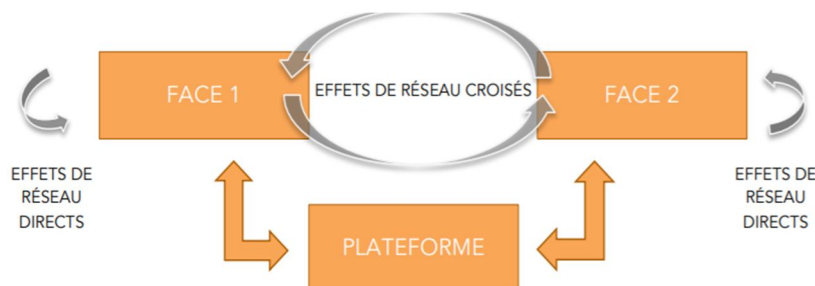 FACE 1
EFFETS DE RÉSEAU CROISÉS
FACE 2
EFFETS DE
RÉSEAU
DIRECTS
EFFETS DE
RÉSEAU
DIRECTS
PLATEFORME